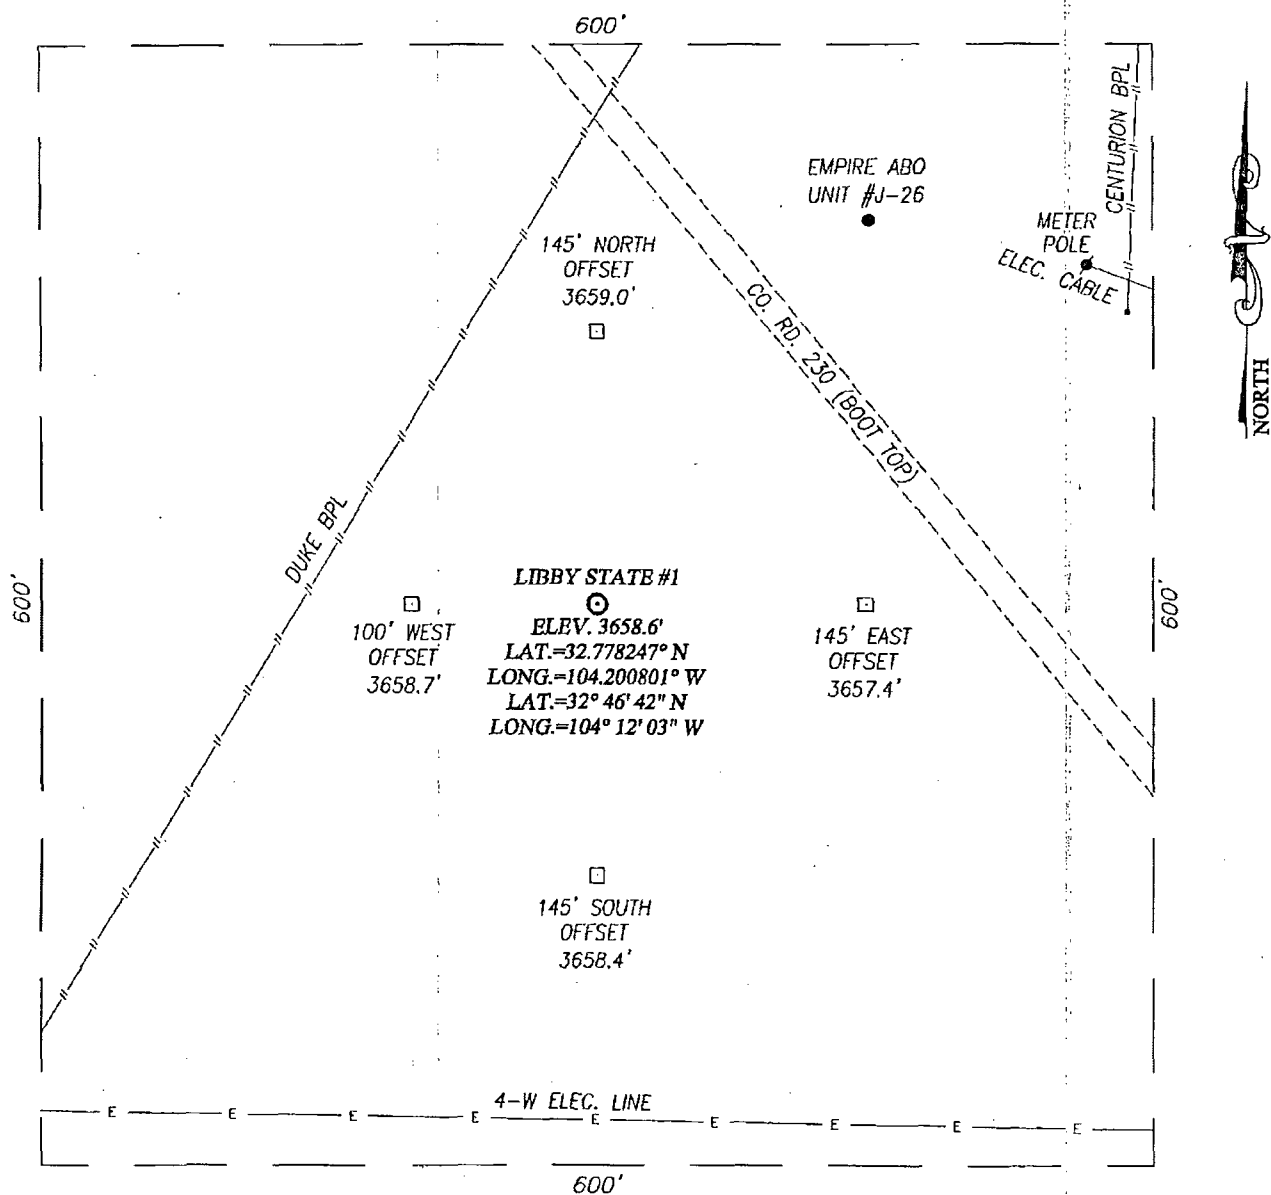 600'
CENTURION BPL
EMPIRE ABO
UNIT #J-26
METER
POLE
ELEC. CABLE
145' NORTH
OFFSET
3659.0'
CO. RD. 230 (BOOT TOP)
NORTH
DUKE BPL
600'
600'
LIBBY STATE #1
ELEV. 3658.6'
LAT.=32.778247° N
LONG.=104.200801° W
LAT.=32° 46' 42" N
LONG.=104° 12' 03" W
100' WEST
OFFSET
3658.7'
145' EAST
OFFSET
3657.4'
145' SOUTH
OFFSET
3658.4'
4-W ELEC. LINE
E E E E E E E E E
600'